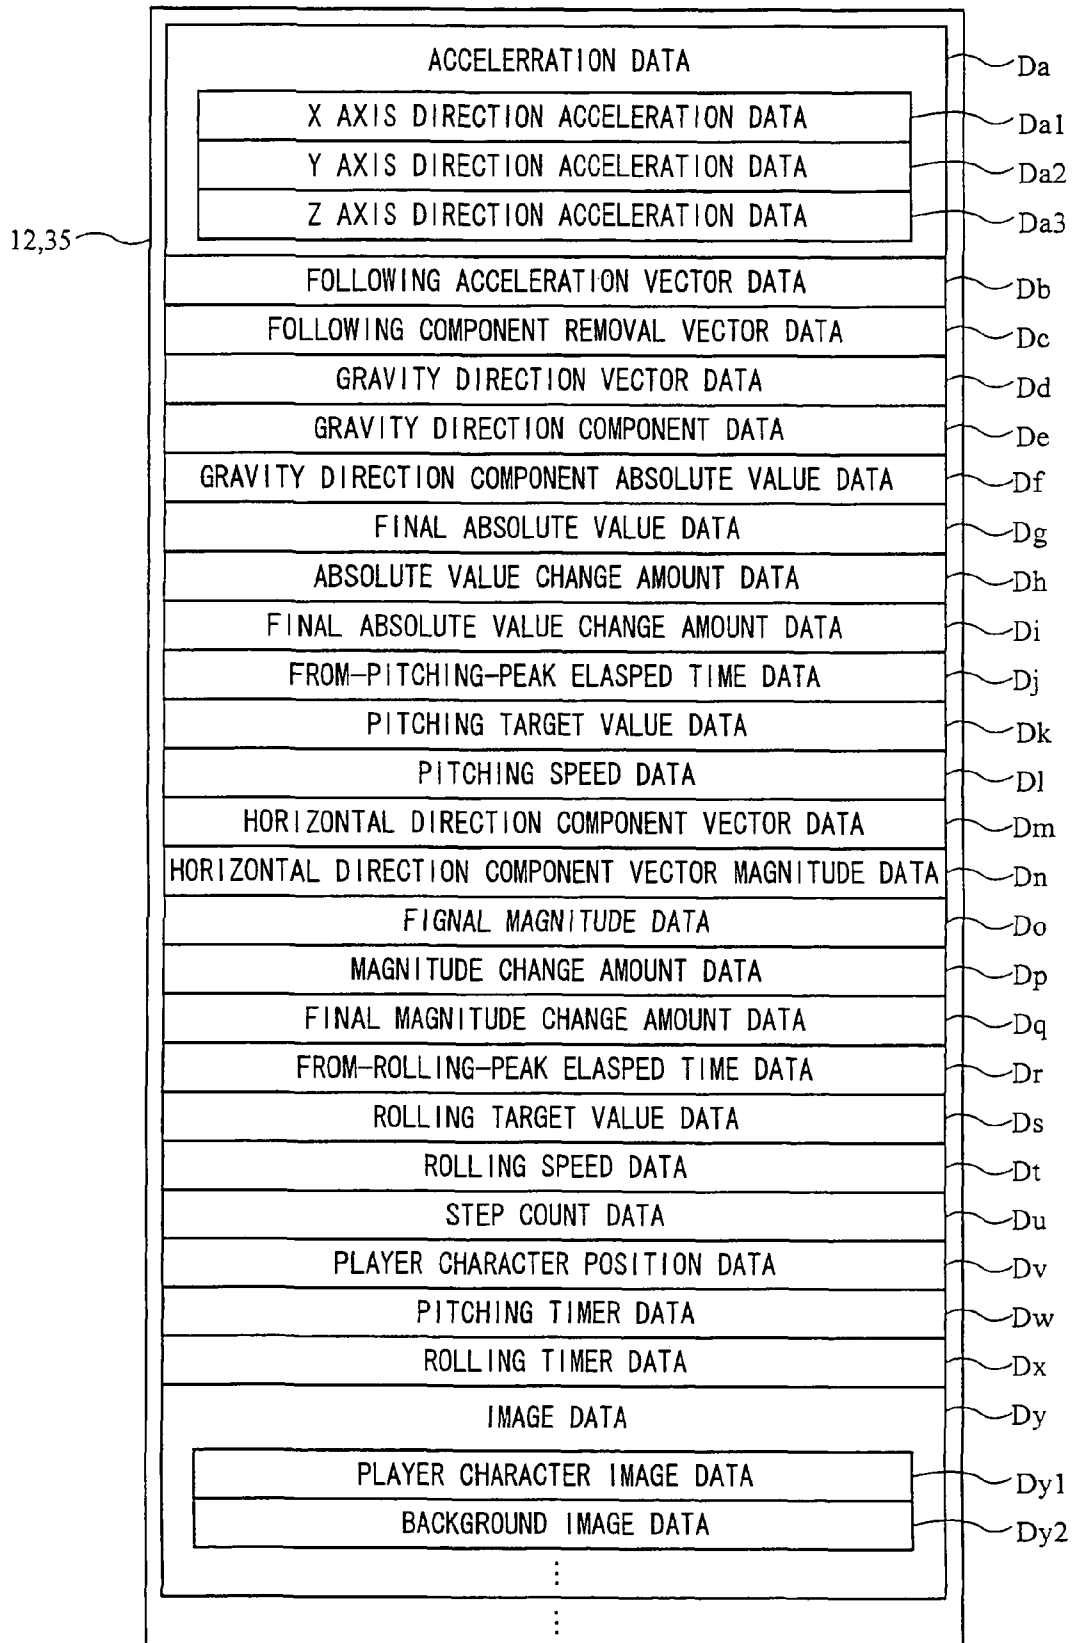 ACCELERRATION DATA Da
X AXIS DIRECTION ACCELERATION DATA Da1
Y AXIS DIRECTION ACCELERATION DATA Da2
Z AXIS DIRECTION ACCELERATION DATA Da3
12,35
FOLLOWING ACCELERATION VECTOR DATA Db
FOLLOWING COMPONENT REMOVAL VECTOR DATA Dc
GRAVITY DIRECTION VECTOR DATA Dd
GRAVITY DIRECTION COMPONENT DATA De
GRAVITY DIRECTION COMPONENT ABSOLUTE VALUE DATA Df
FINAL ABSOLUTE VALUE DATA Dg
ABSOLUTE VALUE CHANGE AMOUNT DATA Dh
FINAL ABSOLUTE VALUE CHANGE AMOUNT DATA Di
FROM-PITCHING-PEAK ELASPED TIME DATA Dj
PITCHING TARGET VALUE DATA Dk
PITCHING SPEED DATA Dl
HORIZONTAL DIRECTION COMPONENT VECTOR DATA Dm
HORIZONTAL DIRECTION COMPONENT VECTOR MAGNITUDE DATA Dn
FIGNAL MAGNITUDE DATA Do
MAGNITUDE CHANGE AMOUNT DATA Dp
FINAL MAGNITUDE CHANGE AMOUNT DATA Dq
FROM-ROLLING-PEAK ELASPED TIME DATA Dr
ROLLING TARGET VALUE DATA Ds
ROLLING SPEED DATA Dt
STEP COUNT DATA Du
PLAYER CHARACTER POSITION DATA Dv
PITCHING TIMER DATA Dw
ROLLING TIMER DATA Dx
IMAGE DATA Dy
PLAYER CHARACTER IMAGE DATA Dy1
BACKGROUND IMAGE DATA Dy2